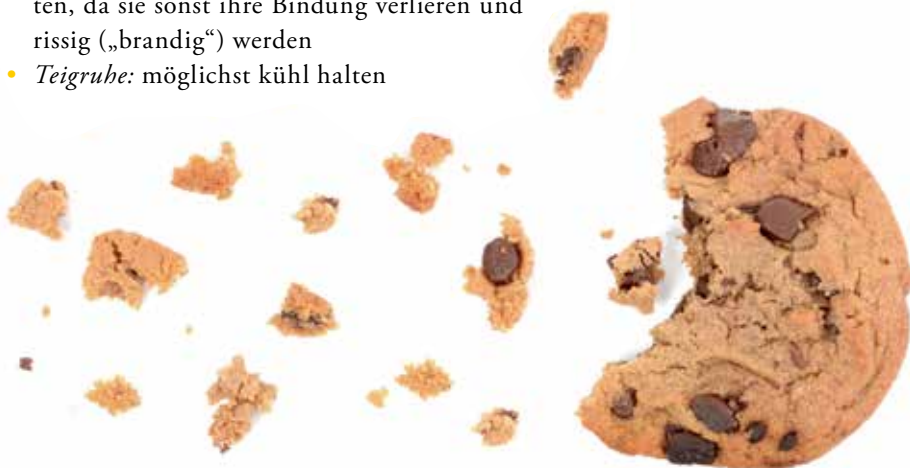 ten, da sie sonst ihre Bindung verlieren und
rissig („brandig“) werden
• Teigruhe: möglichst kühl halten